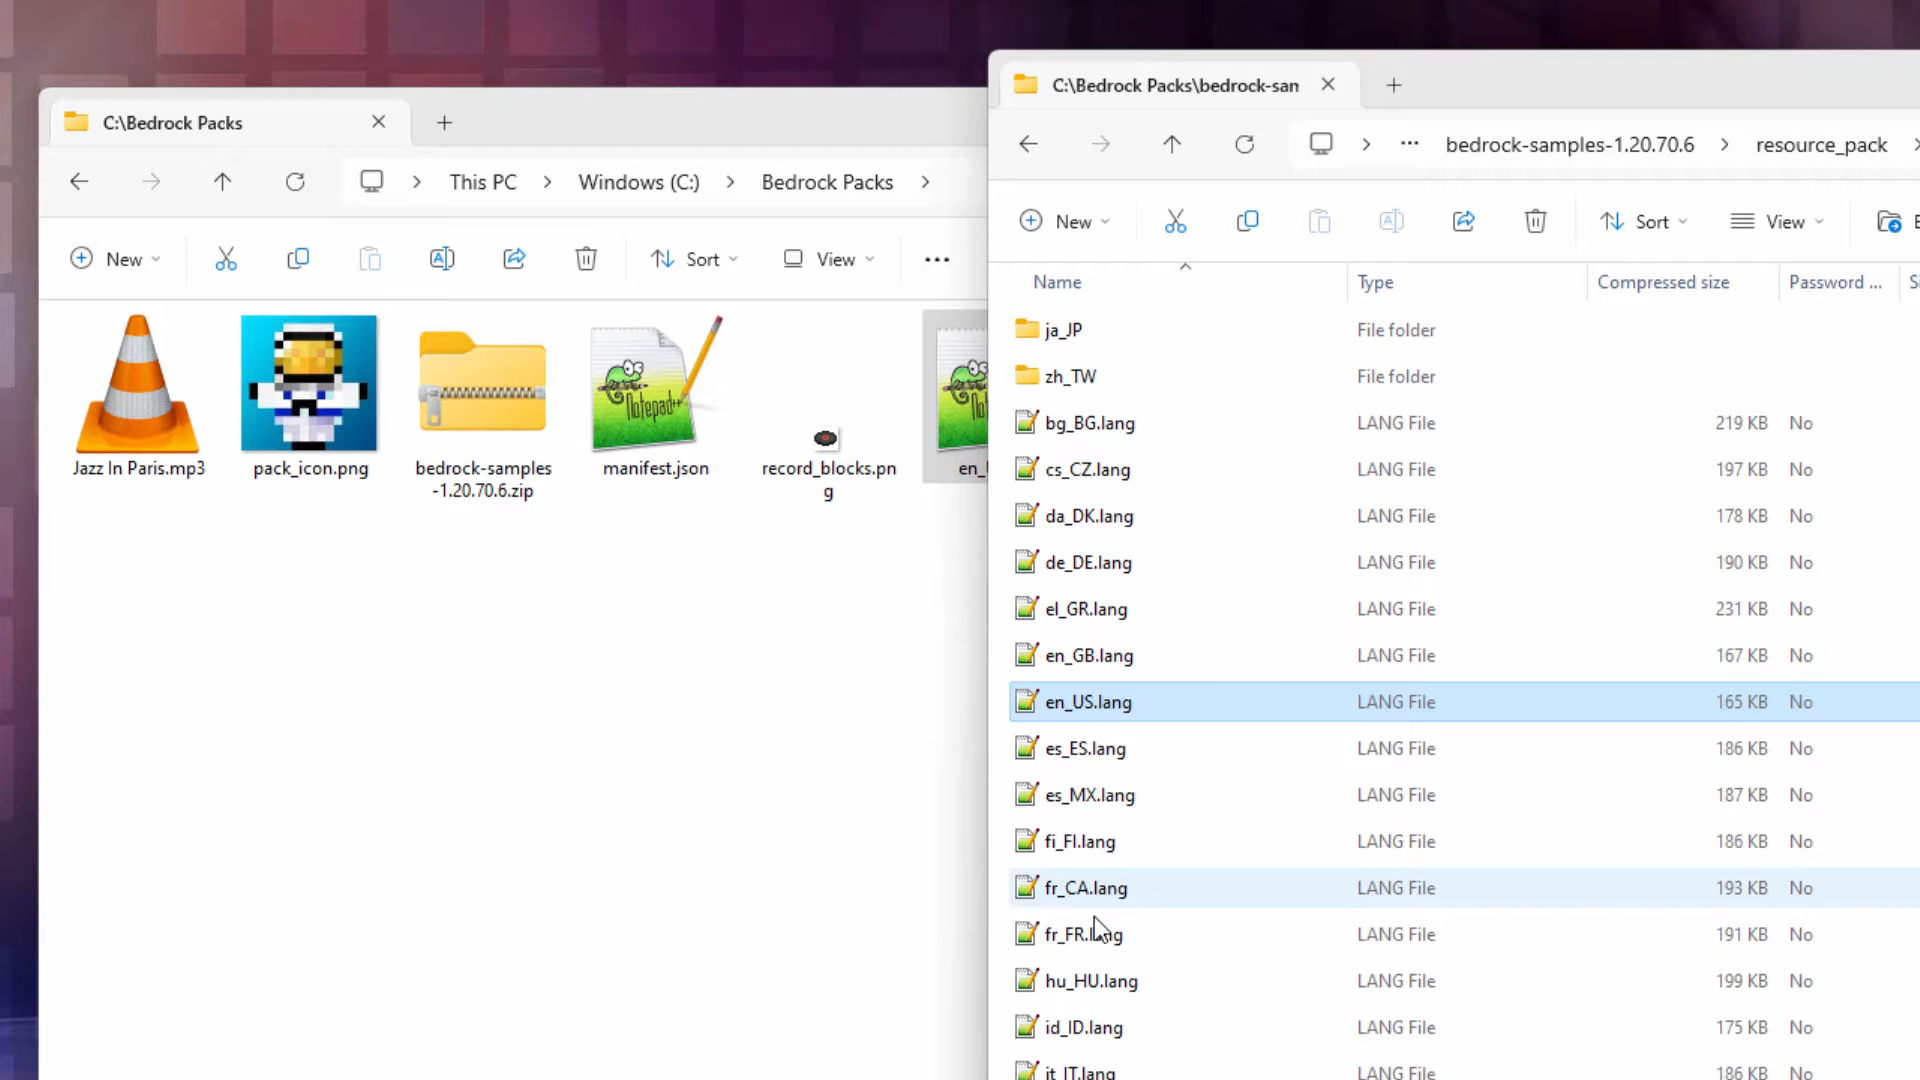 C:\Bedrock Packs
This PC
Windows (C:)
Bedrock Packs
New
Sort
View
Jazz In Paris.mp3
pack_icon.png
bedrock-samples
-1.20.70.6.zip
Notepad++
manifest.json
record_blocks.pn
g
en_
C:\Bedrock Packs\bedrock-san
bedrock-samples-1.20.70.6
resource_pack
New
Sort
View
E
Name Type Compressed size Password ... Si
ja_JP File folder
zh_TW File folder
bg_BG.lang LANG File 219 KB No
cs_CZ.lang LANG File 197 KB No
da_DK.lang LANG File 178 KB No
de_DE.lang LANG File 190 KB No
el_GR.lang LANG File 231 KB No
en_GB.lang LANG File 167 KB No
en_US.lang LANG File 165 KB No
es_ES.lang LANG File 186 KB No
es_MX.lang LANG File 187 KB No
fi_FI.lang LANG File 186 KB No
fr_CA.lang LANG File 193 KB No
fr_FR.lang LANG File 191 KB No
hu_HU.lang LANG File 199 KB No
id_ID.lang LANG File 175 KB No
it_IT.lang LANG File 186 KB No